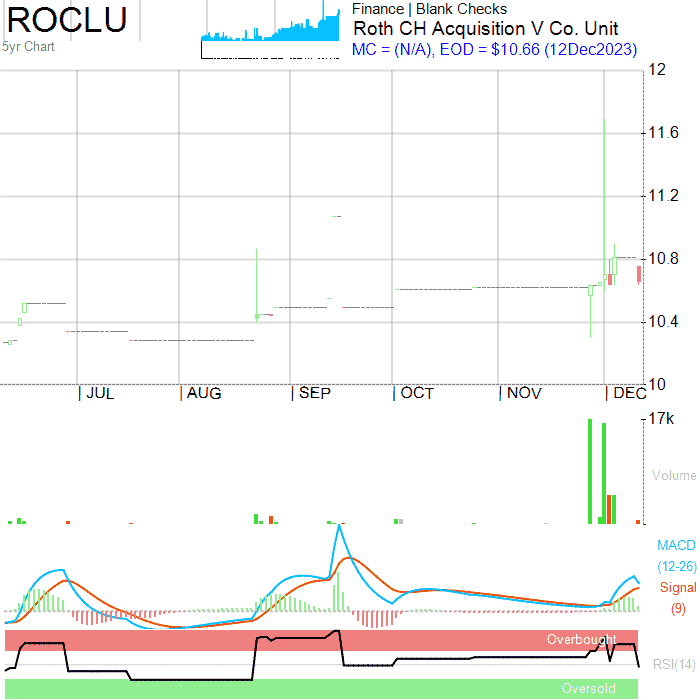 ROCLU
5yr Chart
Finance | Blank Checks
Roth CH Acquisition V Co. Unit
MC = (N/A), EOD = $10.66 (12Dec2023)
12
11.6
11.2
10.8
10.4
10
|JUL |AUG |SEP |OCT |NOV |DEC
17k
Volume
MACD
(12-26)
Signal
(9)
Overbought
RSI(14)
Oversold